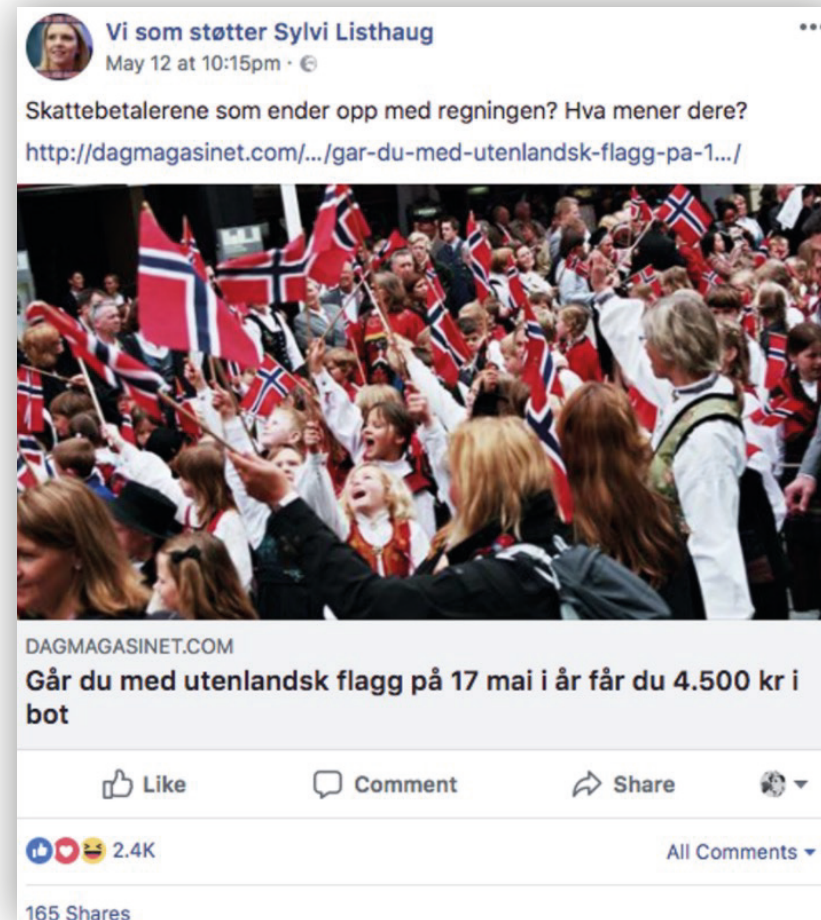 Vi som støtter Sylvi Listhaug
May 12 at 10:15pm ·
Skattebetalerene som ender opp med regningen? Hva mener dere?
http://dagmagasinet.com/.../gar-du-med-utenlandsk-flagg-pa-1.../
DAGMAGASINET.COM
Går du med utenlandsk flagg på 17 mai i år får du 4.500 kr i
bot
Like Comment Share
2.4K All Comments
165 Shares